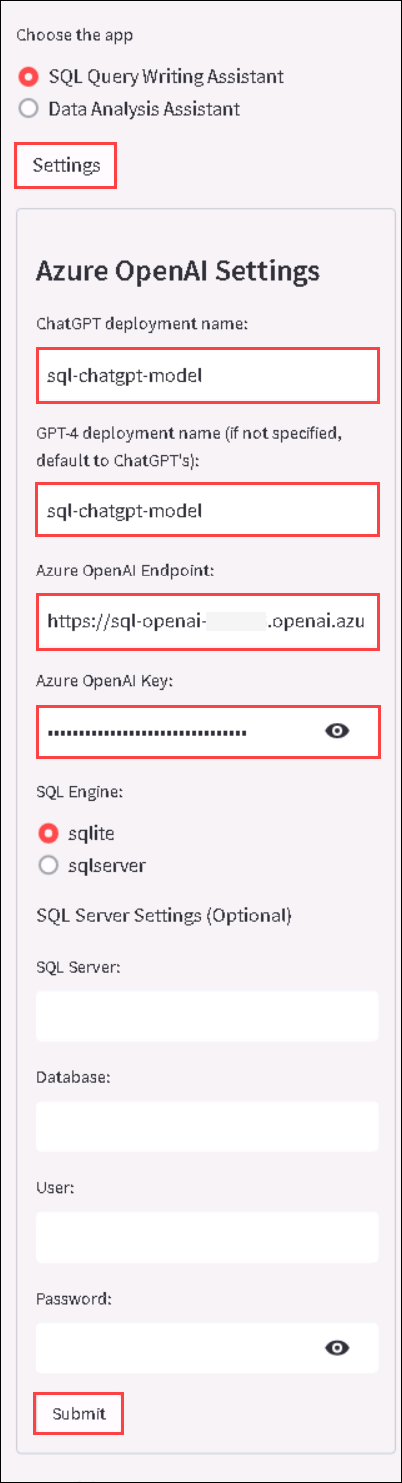 Choose the app
SQL Query Writing Assistant
Data Analysis Assistant
Settings
Azure OpenAI Settings
ChatGPT deployment name:
sql-chatgpt-model
GPT-4 deployment name (if not specified,
default to ChatGPT's):
sql-chatgpt-model
Azure OpenAI Endpoint:
https://sql-openai- .openai.azu
Azure OpenAI Key:
SQL Engine:
sqlite
sqlserver
SQL Server Settings (Optional)
SQL Server:
Database:
User:
Password:
Submit